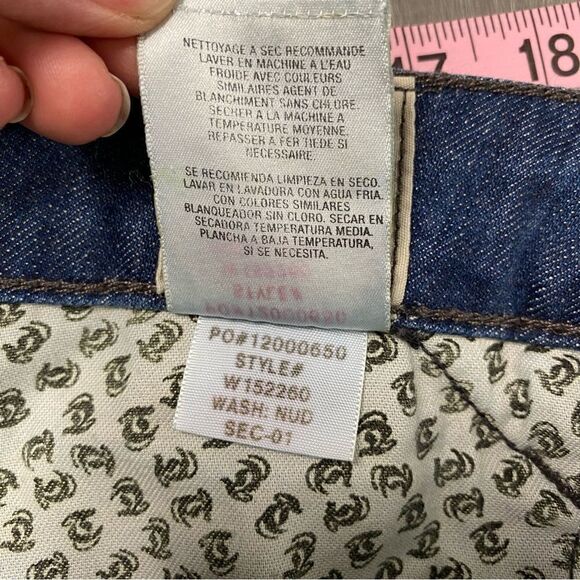 17 18
NETTOYAGE A SEC RECOMMANDE
LAVER EN MACHINE A L'EAU
FROIDE AVEC COULEURS
SIMILAIRES AGENT DE
BLANCHIMENT SANS CHLORE.
SECHER A LA MACHINE A
TEMPERATURE MOYENNE.
REPASSER A FER TIEDE SI
NECESSAIRE.
SE RECOMIENDA LIMPIEZA EN SECO.
LAVAR EN LAVADORA CON AGUA FRIA.
CON COLORES SIMILARES
BLANQUEADOR SIN CLORO. SECAR EN
SECADORA TEMPERATURA MEDIA.
PLANCHA A BAJA TEMPERATURA,
SI SE NECESITA.
PO#12000650
STYLE#
W152260
WASH: NUD
SEC-01